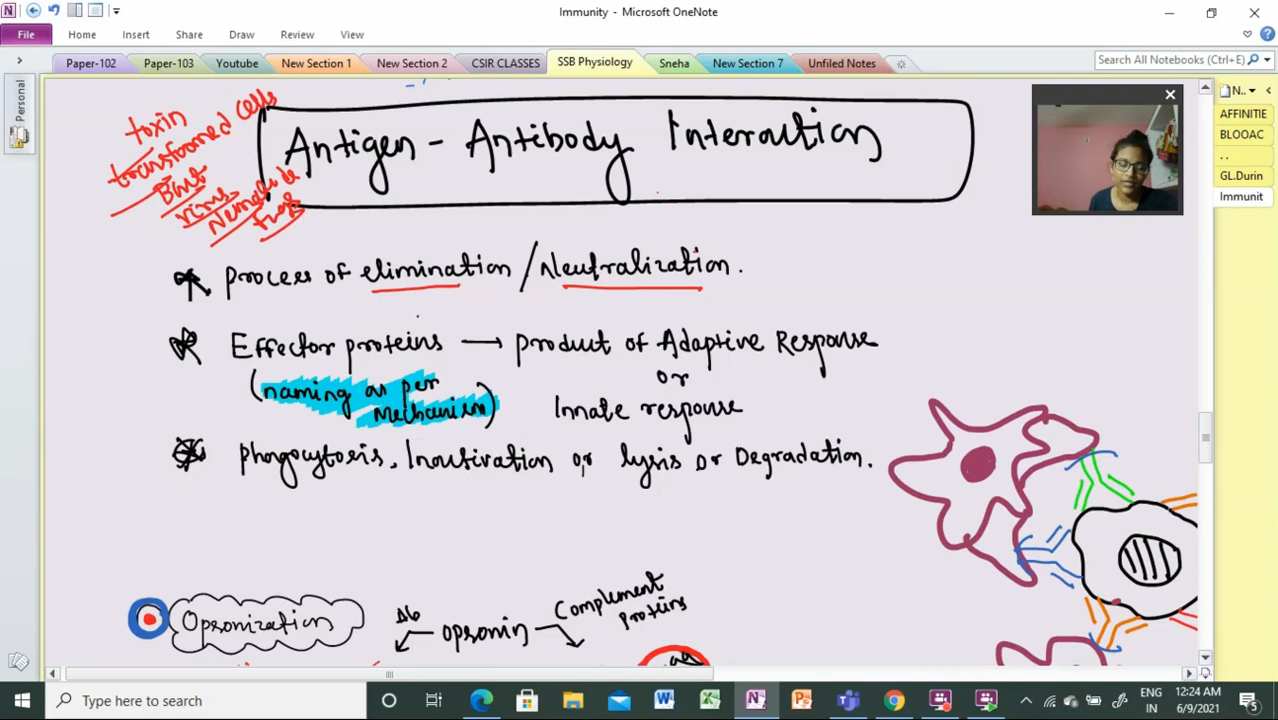 Immunity - Microsoft OneNote
File Home Insert Share Draw Review View
Paper-102 Paper-103 Youtube New Section 1 New Section 2 CSIR CLASSES SSB Physiology Sneha New Section 7 Unfiled Notes
Search All Notebooks (Ctrl+E)
Personal
N..
AFFINITIE
BLOOAC
. .
GL.Durin
Immunit
toxin
transformed cells
virus
Nematode
Antigen - Antibody Interaction
Process of elimination / Neutralization.
Effector proteins → product of Adaptive Response
(naming as per Mechanism)
or
Innate response
phagocytosis, Inactivation or lysis or Degradation.
Opsonization
Ab opsonin Complement Proteins
Type here to search
ENG
IN
12:24 AM
6/9/2021
5